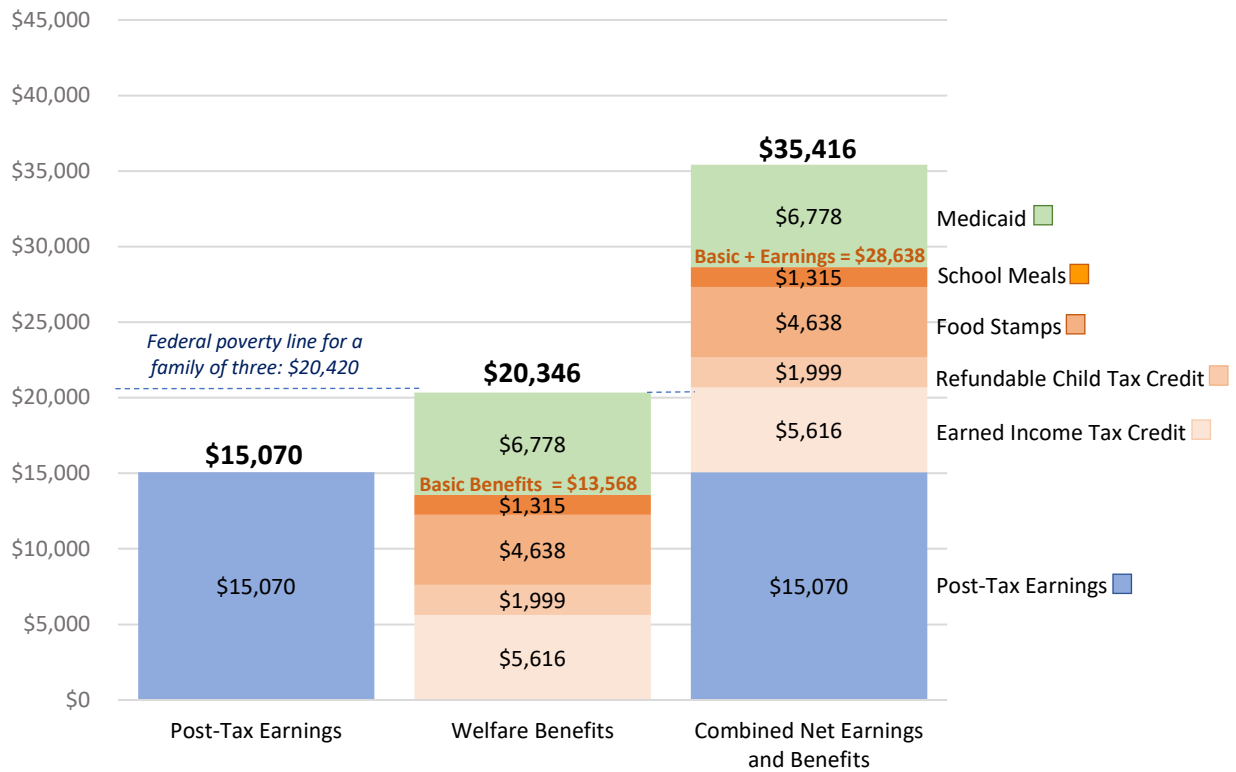 $45,000
$40,000
$35,416
$35,000
$6,778
Medicaid
$30,000
Basic + Earnings = $28,638
$1,315
School Meals
$25,000
$4,638
Food Stamps
Federal poverty line for a
family of three: $20,420
$20,346
$1,999
Refundable Child Tax Credit
$20,000
$6,778
$5,616
Earned Income Tax Credit
$15,070
$15,000
Basic Benefits = $13,568
$1,315
$10,000
$4,638
$15,070
$1,999
$15,070
Post-Tax Earnings
$5,000
$5,616
$0
Post-Tax Earnings
Welfare Benefits
Combined Net Earnings
and Benefits